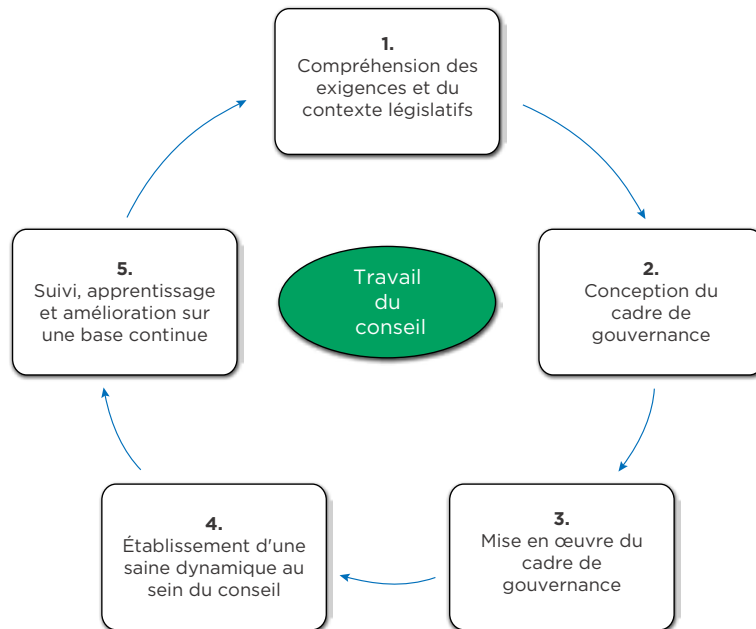 1.
Compréhension des
exigences et du
contexte législatifs
2.
Conception du
cadre de
gouvernance
3.
Mise en œuvre du
cadre de
gouvernance
4.
Établissement d'une
saine dynamique au
sein du conseil
5.
Suivi, apprentissage
et amélioration sur
une base continue
Travail
du
conseil